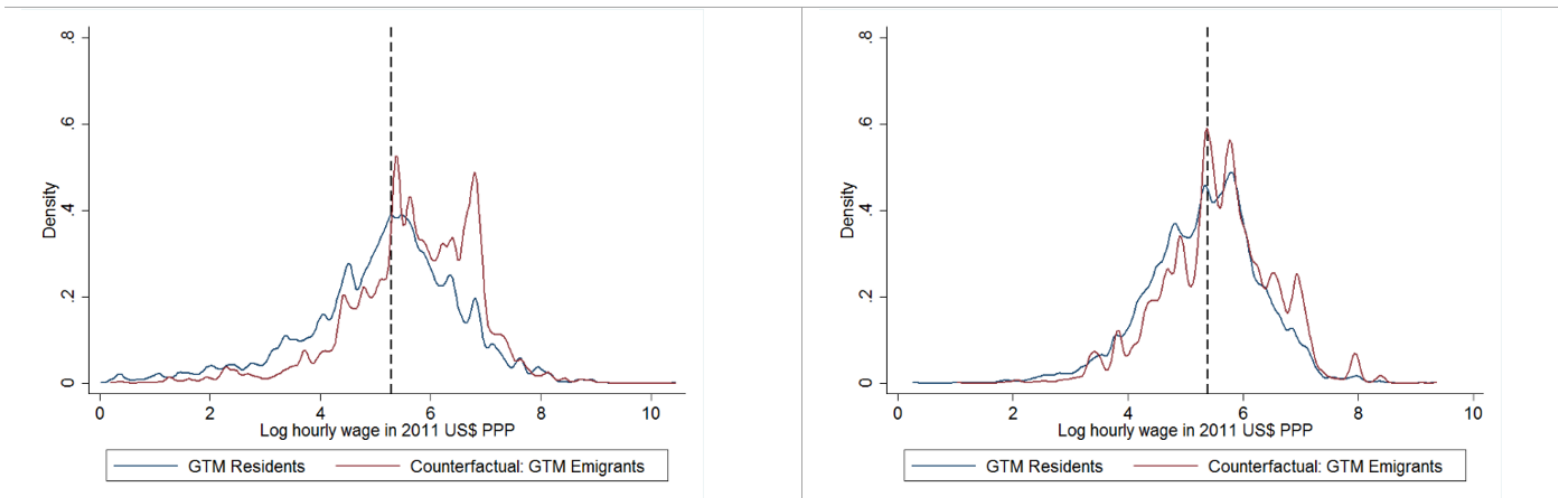 .8
.6
.4
.2
0
Density
0 2 4 6 8 10
Log hourly wage in 2011 US$ PPP
GTM Residents Counterfactual: GTM Emigrants
.8
.6
.4
.2
0
Density
0 2 4 6 8 10
Log hourly wage in 2011 US$ PPP
GTM Residents Counterfactual: GTM Emigrants